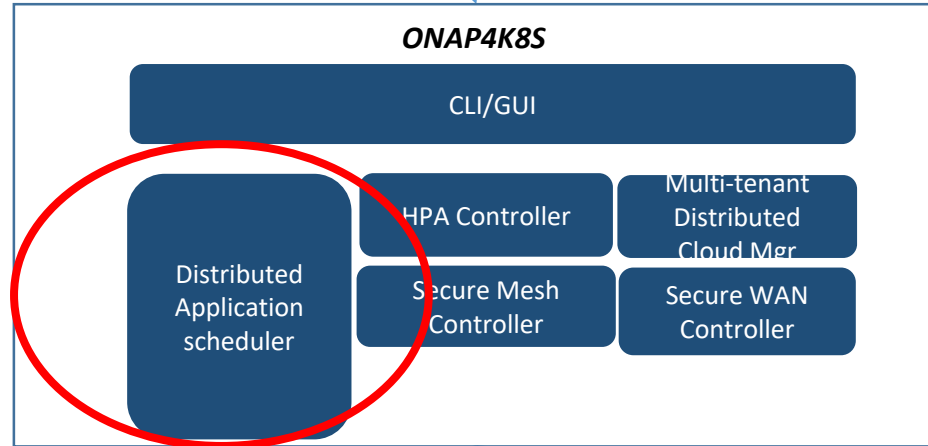 ONAP4K8S
CLI/GUI
Distributed
Application
scheduler
HPA Controller
Multi-tenant
Distributed
Cloud Mgr
Secure Mesh
Controller
Secure WAN
Controller